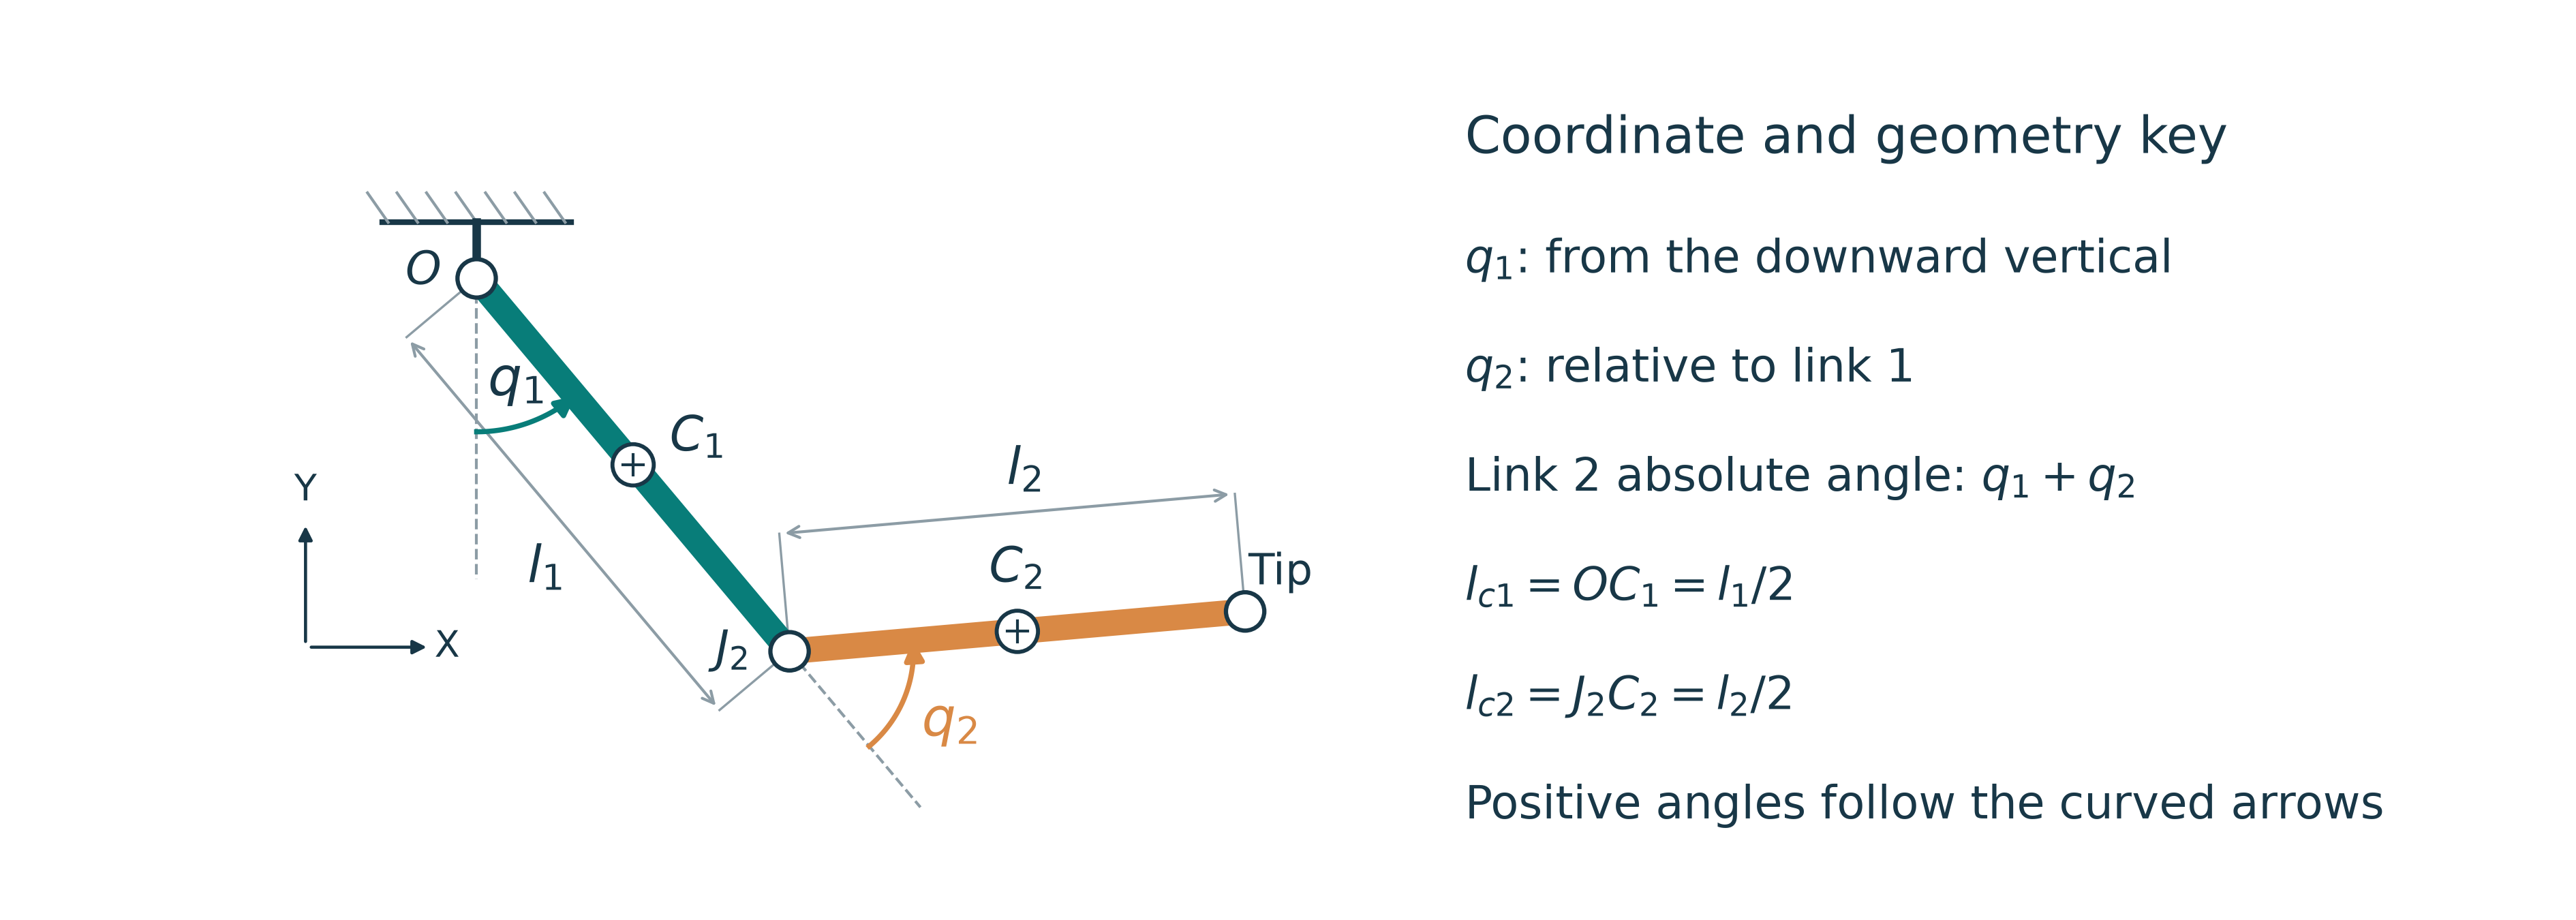 O
q₁
C₁
Y
X
l₁
J₂
l₂
C₂
Tip
q₂
Coordinate and geometry key
q₁: from the downward vertical
q₂: relative to link 1
Link 2 absolute angle: q₁ + q₂
l_c1 = OC₁ = l₁/2
l_c2 = J₂C₂ = l₂/2
Positive angles follow the curved arrows